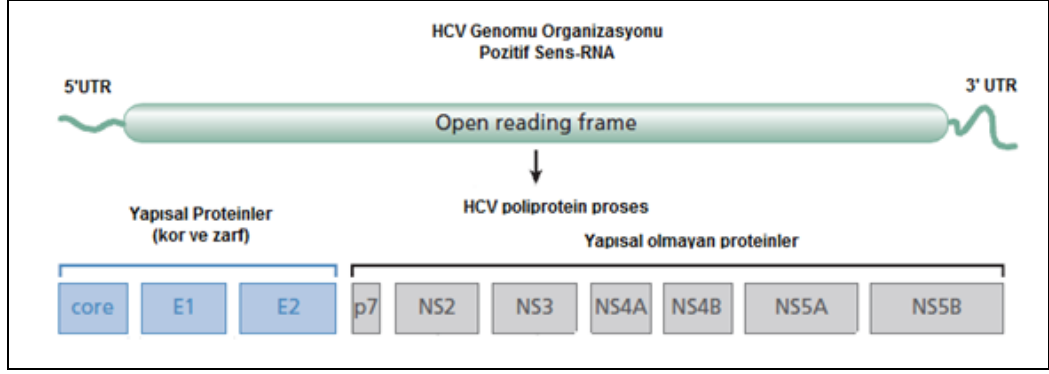 HCV Genomu Organizasyonu
Pozitif Sens-RNA
5'UTR
3' UTR
Open reading frame
HCV poliprotein proses
Yapısal Proteinler
(kor ve zarf)
Yapısal olmayan proteinler
core E1 E2 p7 NS2 NS3 NS4A NS4B NS5A NS5B